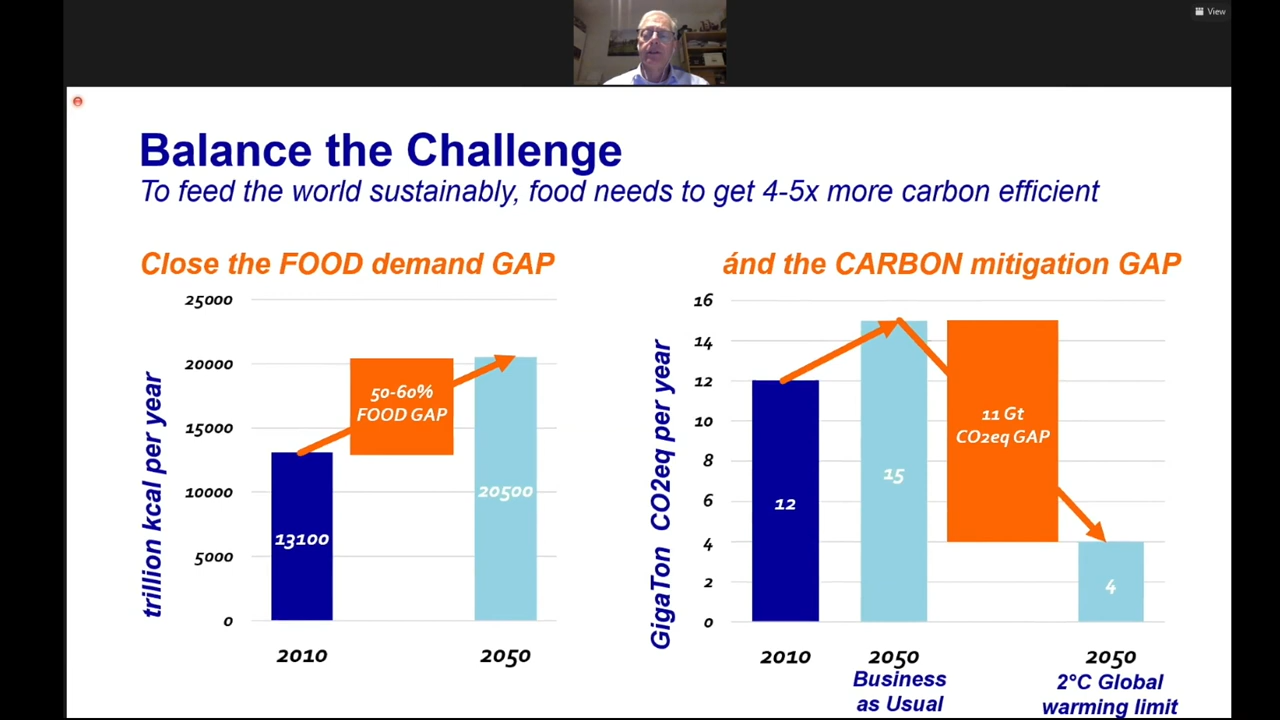 View
Balance the Challenge
To feed the world sustainably, food needs to get 4-5x more carbon efficient
Close the FOOD demand GAP
25000
20000
15000
10000
5000
0
trillion kcal per year
50-60%
FOOD GAP
13100
20500
2010
2050
ánd the CARBON mitigation GAP
16
14
12
10
8
6
4
2
0
GigaTon CO2eq per year
12
15
11 Gt
CO2eq GAP
4
2010
2050
Business
as Usual
2050
2°C Global
warming limit